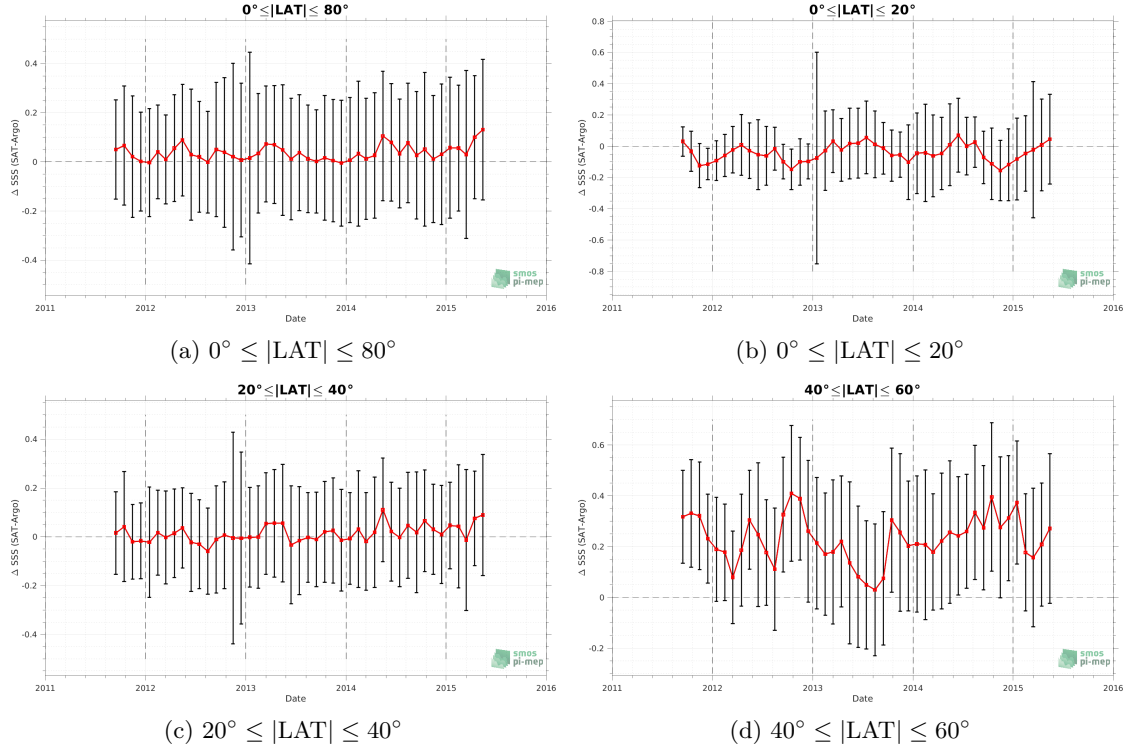 0°≤|LAT|≤ 80°
Δ SSS (SAT-Argo)
0.4
0.2
0
-0.2
-0.4
2011 2012 2013 2014 2015 2016
Date
smos
pi-mep
(a) 0° ≤ |LAT| ≤ 80°
0°≤|LAT|≤ 20°
Δ SSS (SAT-Argo)
0.8
0.6
0.4
0.2
0
-0.2
-0.4
-0.6
-0.8
2011 2012 2013 2014 2015 2016
Date
smos
pi-mep
(b) 0° ≤ |LAT| ≤ 20°
20°≤|LAT|≤ 40°
Δ SSS (SAT-Argo)
0.4
0.2
0
-0.2
-0.4
2011 2012 2013 2014 2015 2016
Date
smos
pi-mep
(c) 20° ≤ |LAT| ≤ 40°
40°≤|LAT|≤ 60°
Δ SSS (SAT-Argo)
0.6
0.4
0.2
0
-0.2
2011 2012 2013 2014 2015 2016
Date
smos
pi-mep
(d) 40° ≤ |LAT| ≤ 60°